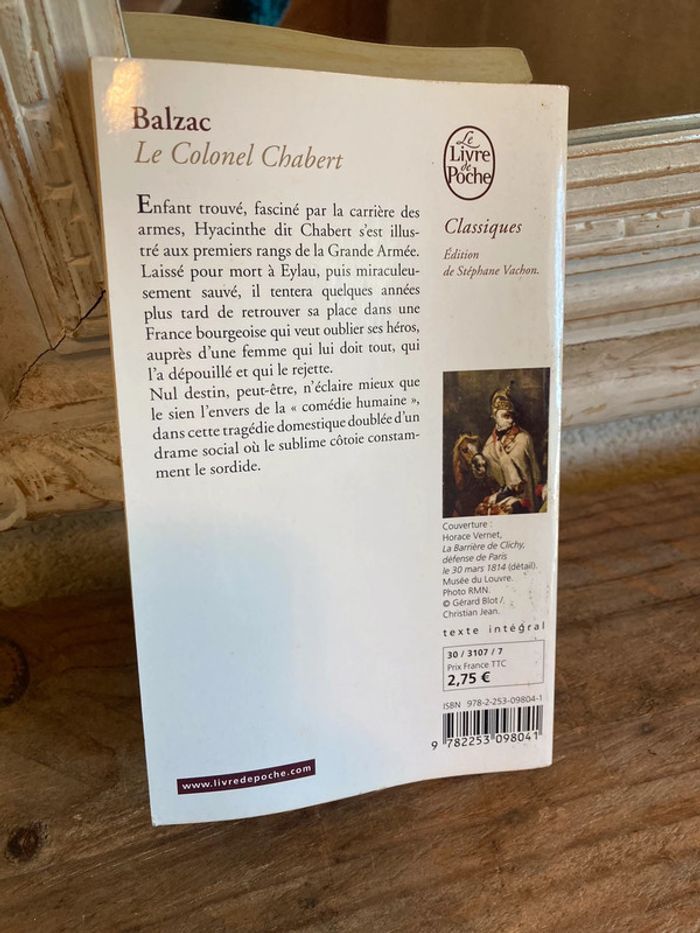 Balzac
Le Colonel Chabert
Enfant trouvé, fasciné par la carrière des
armes, Hyacinthe dit Chabert s'est illus-
tré aux premiers rangs de la Grande Armée.
Laissé pour mort à Eylau, puis miraculeu-
sement sauvé, il tentera quelques années
plus tard de retrouver sa place dans une
France bourgeoise qui veut oublier ses héros,
auprès d'une femme qui lui doit tout, qui
l'a dépouillé et qui le rejette.
Nul destin, peut-être, n'éclaire mieux que
le sien l'envers de la « comédie humaine »,
dans cette tragédie domestique doublée d'un
drame social où le sublime côtoie constam-
ment le sordide.
Le
Livre
de
Poche
Classiques
Édition
de Stéphane Vachon.
Couverture :
Horace Vernet,
La Barrière de Clichy,
défense de Paris
le 30 mars 1814 (détail).
Musée du Louvre.
Photo RMN.
© Gérard Blot /
Christian Jean.
texte intégral
30 / 3107 / 7
Prix France TTC
2,75 €
ISBN 978-2-253-09804-1
9 782253 098041
www.livredepoche.com